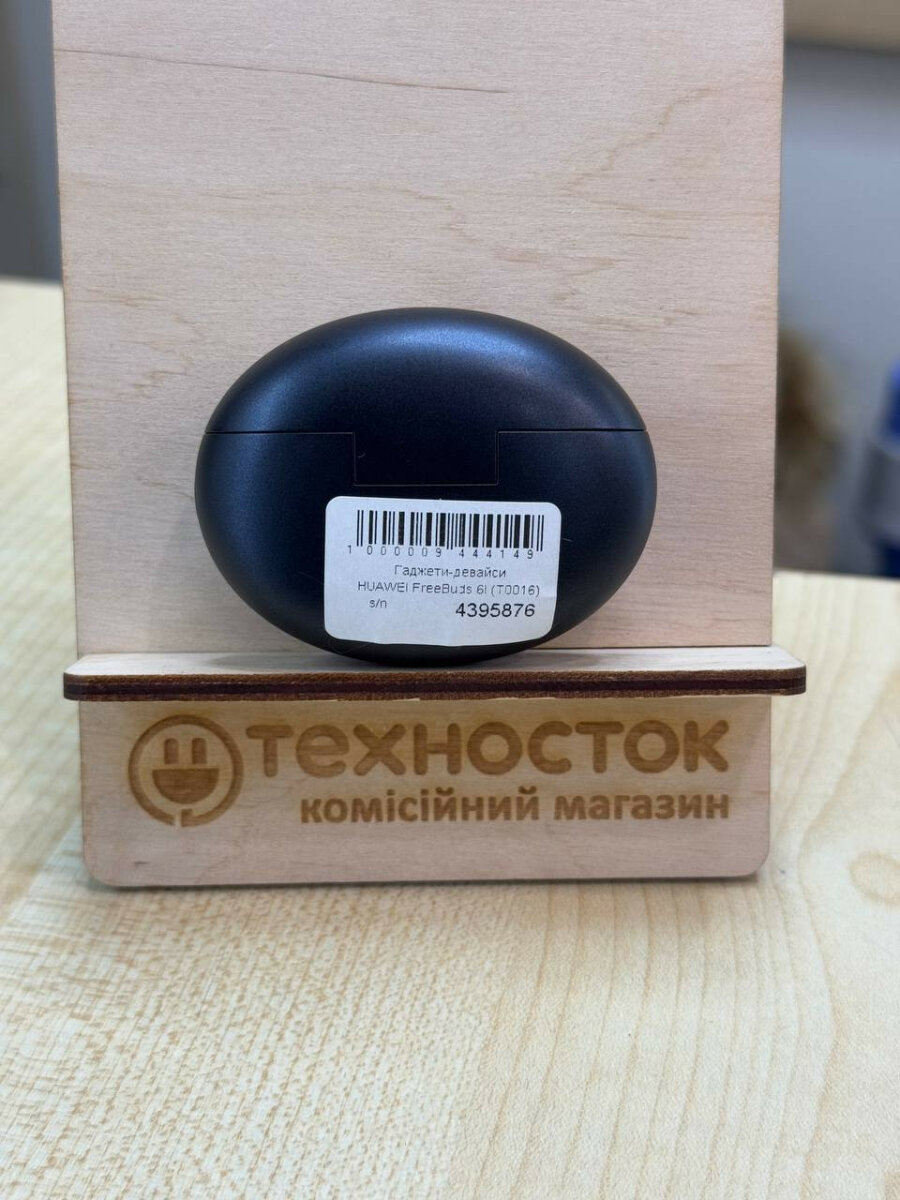 1 000009 444149
Гаджети-девайси
HUAWEI FreeBuds 6i (T0016)
s/n 4395876
ТЕХНОСТОК
комісійний магазин